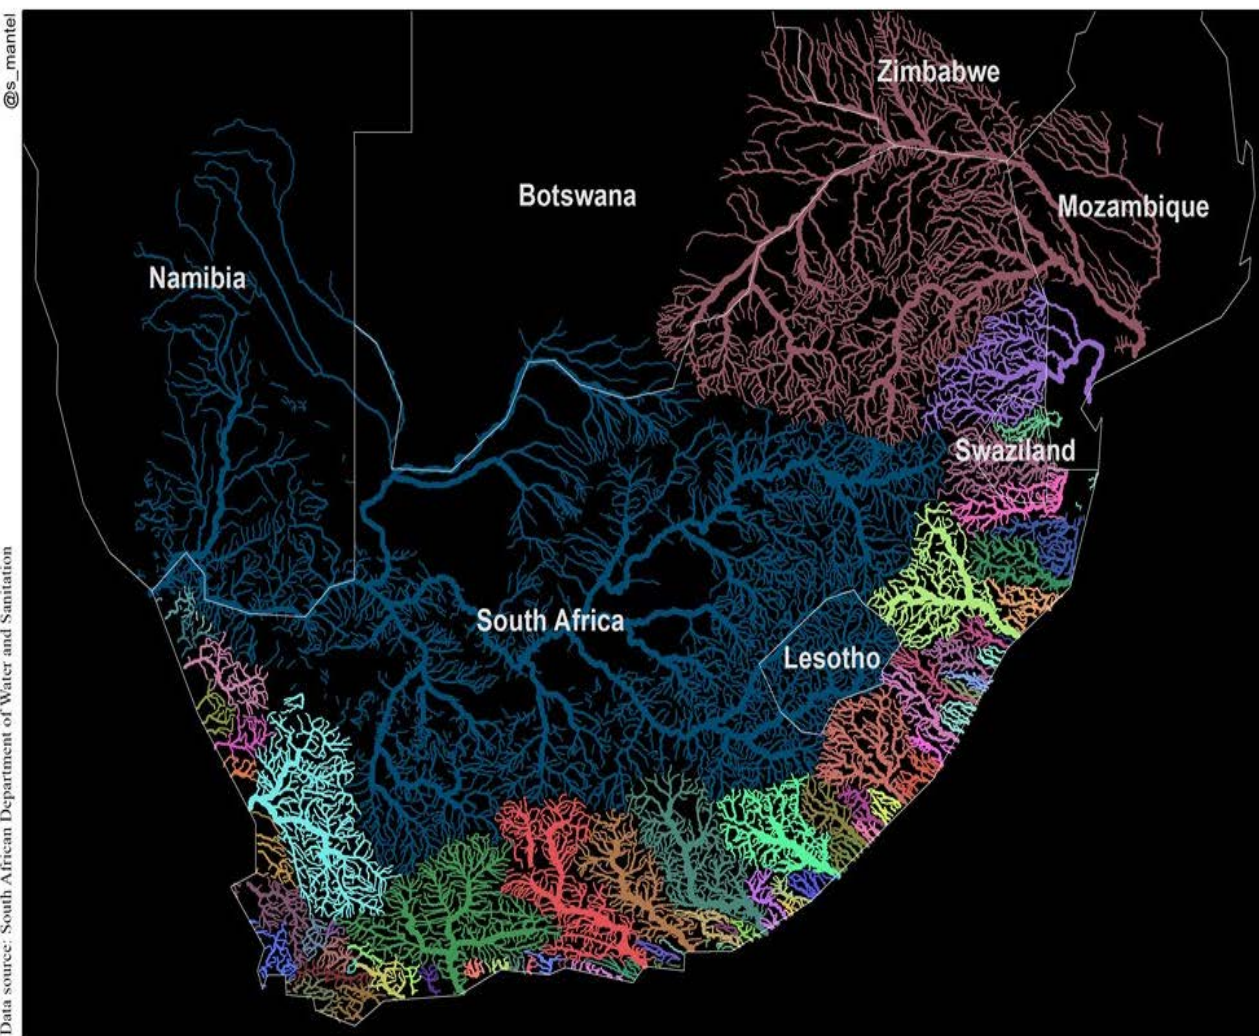 @s_mantel
Zimbabwe
Botswana
Mozambique
Namibia
Swaziland
South Africa
Lesotho
Data source: South African Department of Water and Sanitation